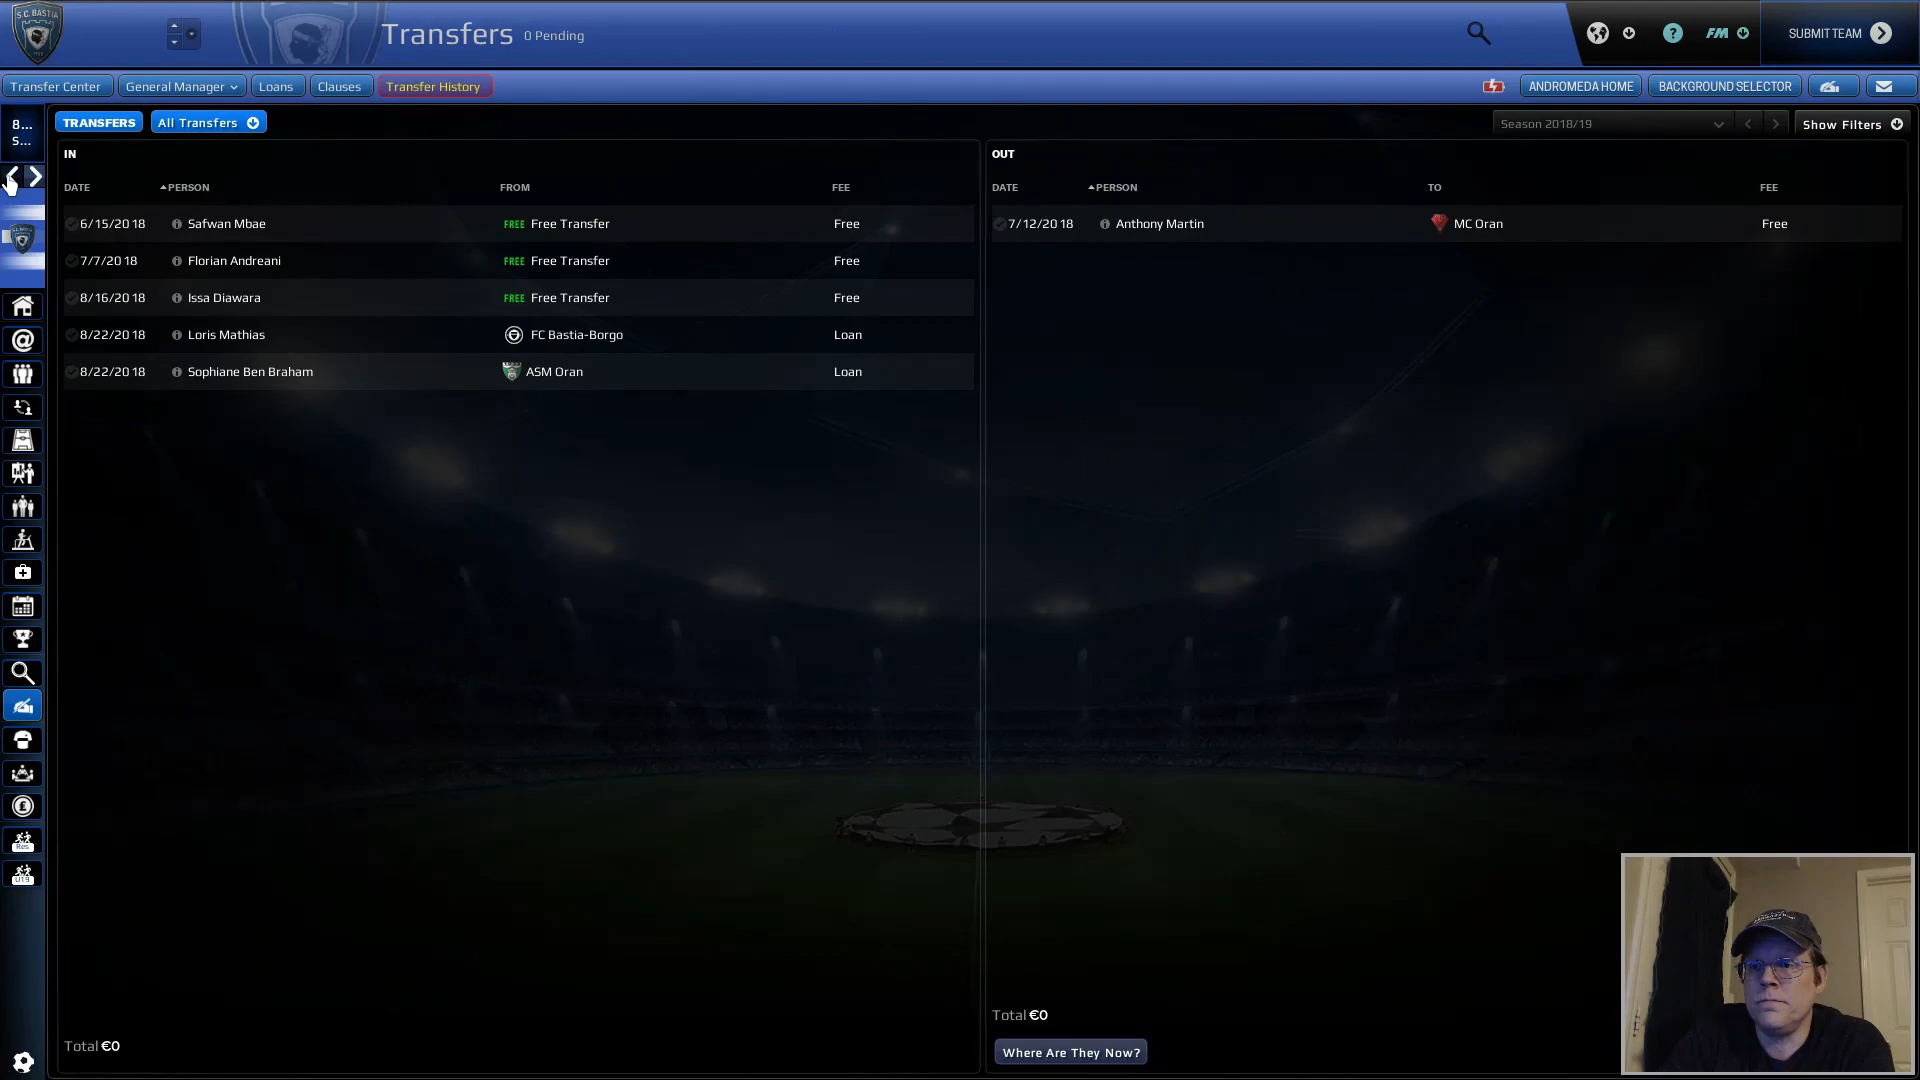 S.C. BASTIA
Transfers 0 Pending
FM
SUBMIT TEAM
Transfer Center
General Manager
Loans
Clauses
Transfer History
ANDROMEDA HOME
BACKGROUND SELECTOR
8...
S...
TRANSFERS
All Transfers
Season 2018/19
Show Filters
IN
DATE PERSON FROM FEE
6/15/2018 Safwan Mbae FREE Free Transfer Free
7/7/2018 Florian Andreani FREE Free Transfer Free
8/16/2018 Issa Diawara FREE Free Transfer Free
8/22/2018 Loris Mathias FC Bastia-Borgo Loan
8/22/2018 Sophiane Ben Braham ASM Oran Loan
Total €0
OUT
DATE PERSON TO FEE
7/12/2018 Anthony Martin MC Oran Free
Total €0
Where Are They Now?
Res
U19